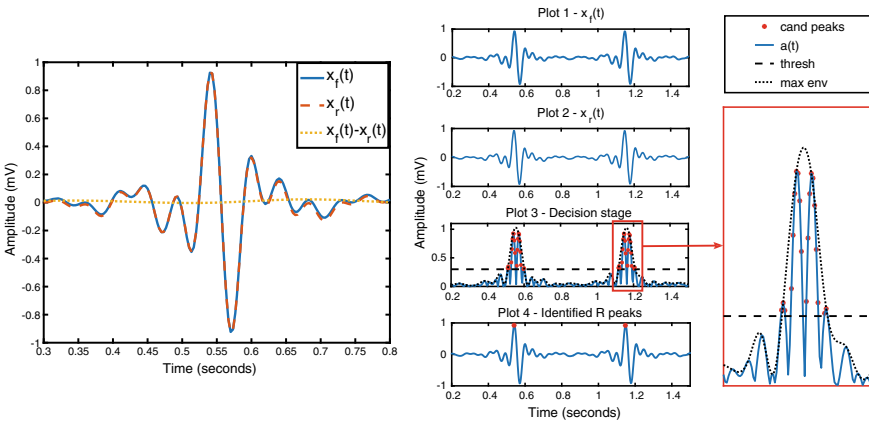 x_f(t)
x_r(t)
x_f(t)-x_r(t)
Amplitude (mV)
1
0.8
0.6
0.4
0.2
0
-0.2
-0.4
-0.6
-0.8
-1
0.3 0.35 0.4 0.45 0.5 0.55 0.6 0.65 0.7 0.75 0.8
Time (seconds)
Amplitude (mV)
Plot 1 - x_f(t)
1
0
-1
0.2 0.4 0.6 0.8 1 1.2 1.4
Plot 2 - x_r(t)
1
0
-1
0.2 0.4 0.6 0.8 1 1.2 1.4
Plot 3 - Decision stage
1
0.5
0
0.2 0.4 0.6 0.8 1 1.2 1.4
Plot 4 - Identified R peaks
1
0
-1
0.2 0.4 0.6 0.8 1 1.2 1.4
Time (seconds)
cand peaks
a(t)
thresh
max env